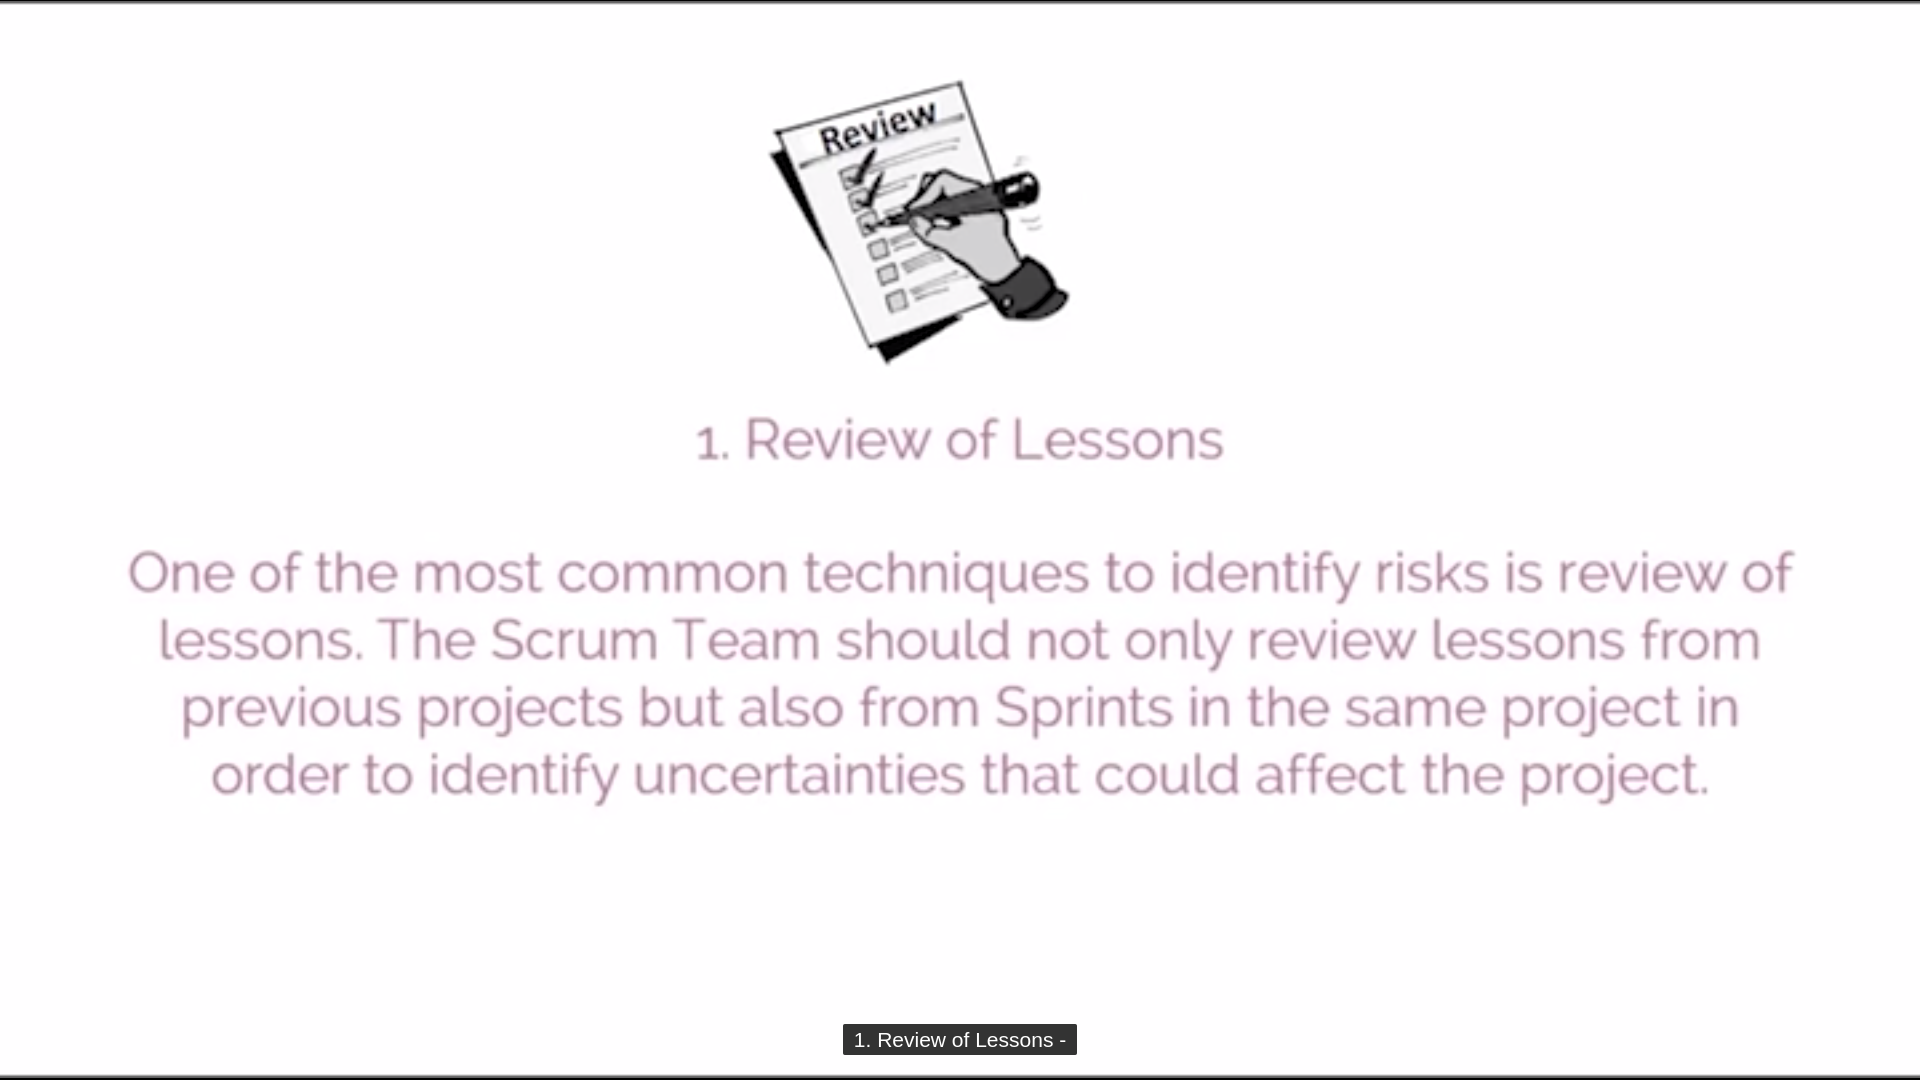 Review
1. Review of Lessons
One of the most common techniques to identify risks is review of
lessons. The Scrum Team should not only review lessons from
previous projects but also from Sprints in the same project in
order to identify uncertainties that could affect the project.
1. Review of Lessons -